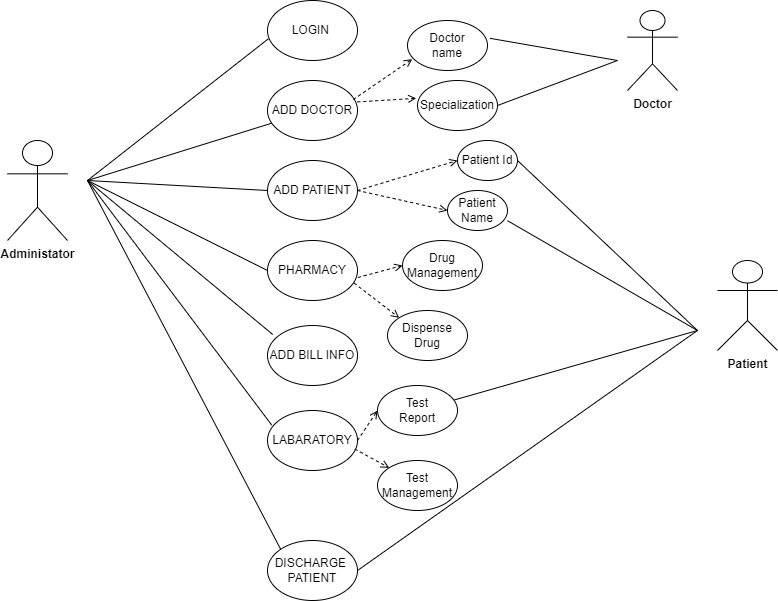 LOGIN
Doctor
name
Doctor
ADD DOCTOR
Specialization
Administator
ADD PATIENT
Patient Id
Patient
Name
PHARMACY
Drug
Management
Dispense
Drug
Patient
ADD BILL INFO
Test
Report
LABARATORY
Test
Management
DISCHARGE
PATIENT